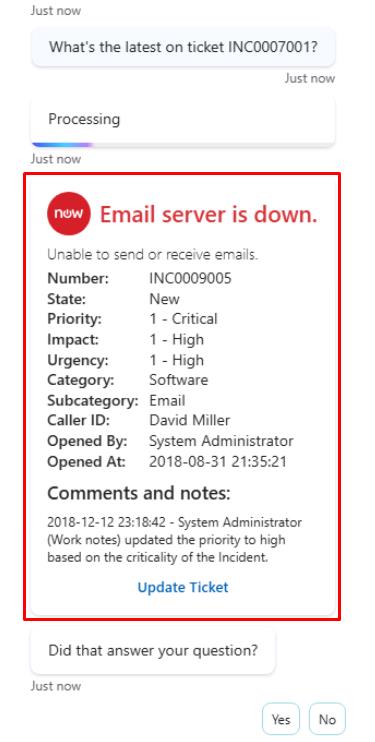 Just now
What's the latest on ticket INC0007001?
Just now
Processing
Just now
now Email server is down.
Unable to send or receive emails.
Number: INC0009005
State: New
Priority: 1 - Critical
Impact: 1 - High
Urgency: 1 - High
Category: Software
Subcategory: Email
Caller ID: David Miller
Opened By: System Administrator
Opened At: 2018-08-31 21:35:21
Comments and notes:
2018-12-12 23:18:42 - System Administrator
(Work notes) updated the priority to high
based on the criticality of the Incident.
Update Ticket
Did that answer your question?
Just now
Yes No